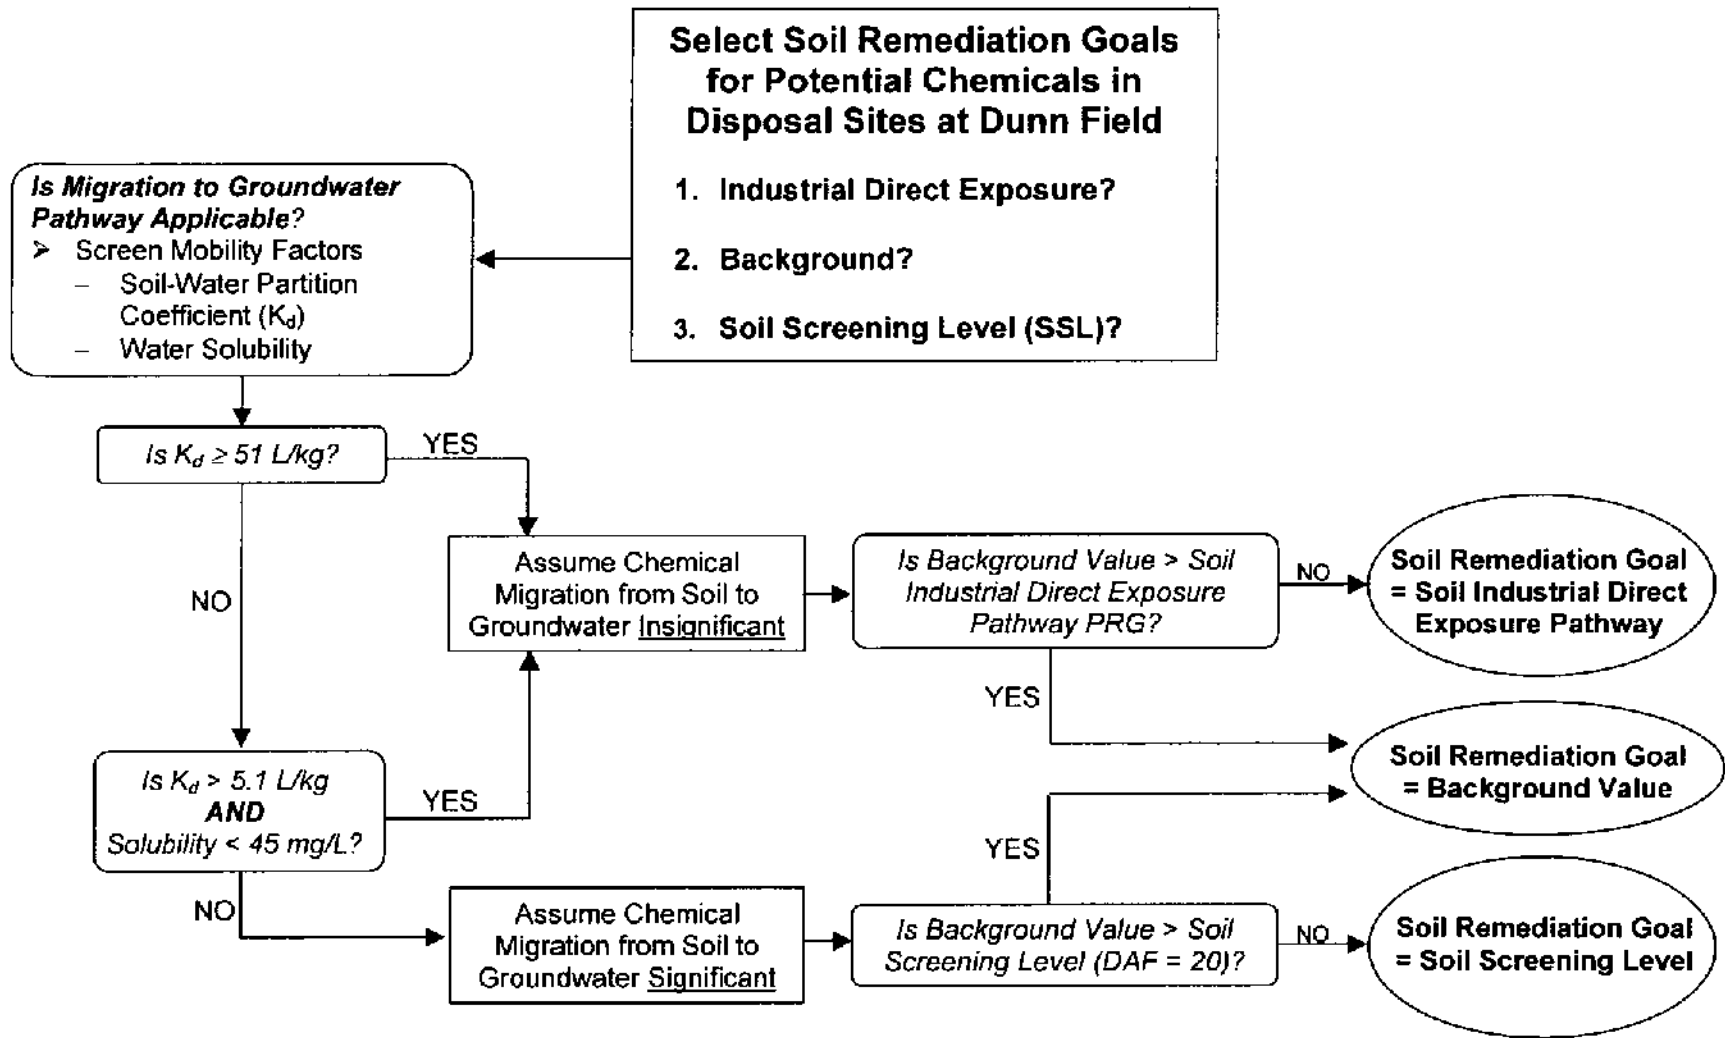 Select Soil Remediation Goals
for Potential Chemicals in
Disposal Sites at Dunn Field
1. Industrial Direct Exposure?
2. Background?
3. Soil Screening Level (SSL)?
Is Migration to Groundwater
Pathway Applicable?
➢ Screen Mobility Factors
– Soil-Water Partition
Coefficient (Kd)
– Water Solubility
Is Kd ≥ 51 L/kg?
YES
NO
Assume Chemical
Migration from Soil to
Groundwater Insignificant
Is Background Value > Soil
Industrial Direct Exposure
Pathway PRG?
NO
Soil Remediation Goal
= Soil Industrial Direct
Exposure Pathway
YES
Soil Remediation Goal
= Background Value
Is Kd > 5.1 L/kg
AND
Solubility < 45 mg/L?
YES
NO
Assume Chemical
Migration from Soil to
Groundwater Significant
Is Background Value > Soil
Screening Level (DAF = 20)?
YES
NO
Soil Remediation Goal
= Soil Screening Level